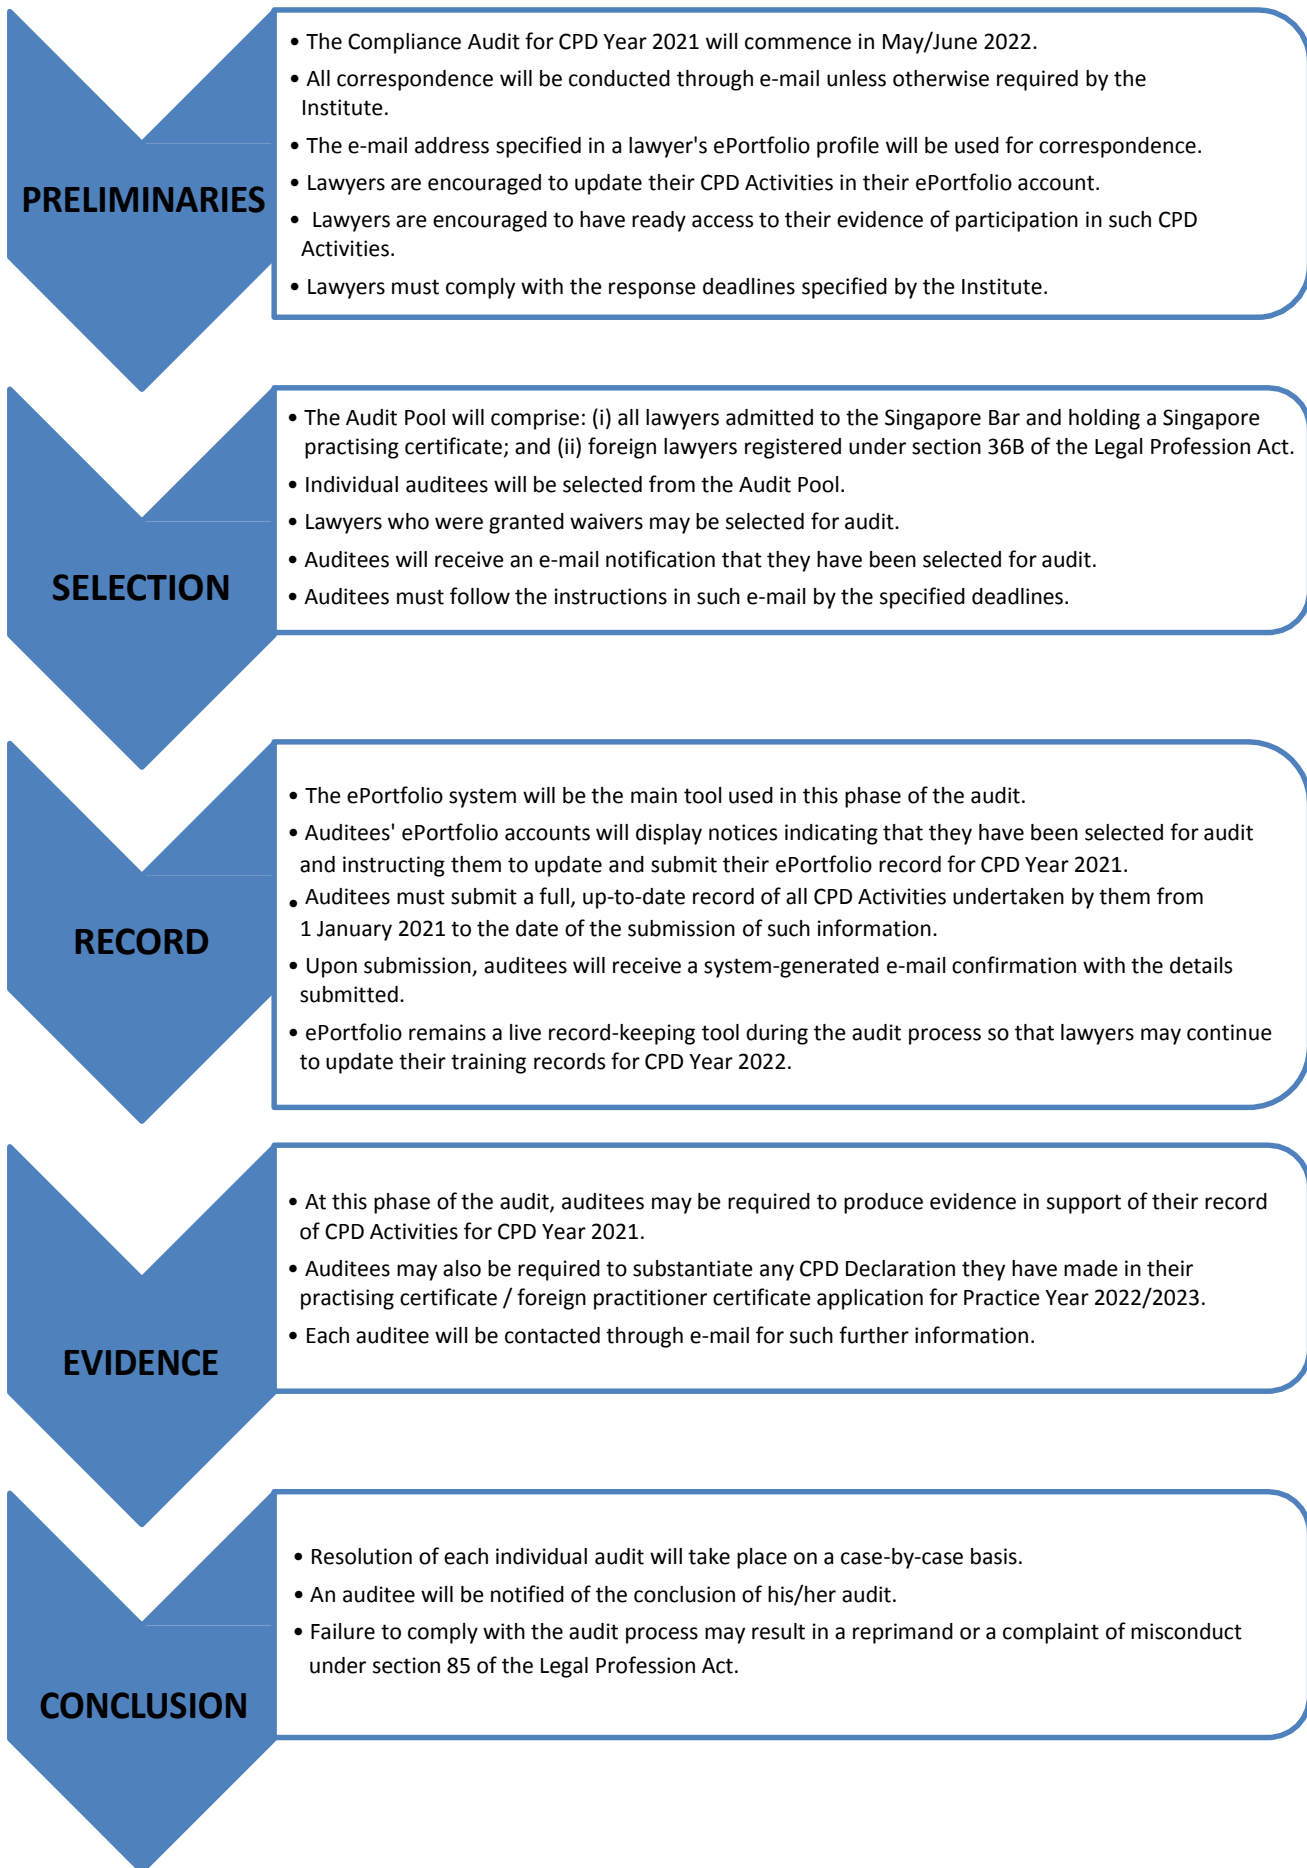 PRELIMINARIES
• The Compliance Audit for CPD Year 2021 will commence in May/June 2022.
• All correspondence will be conducted through e-mail unless otherwise required by the
Institute.
• The e-mail address specified in a lawyer's ePortfolio profile will be used for correspondence.
• Lawyers are encouraged to update their CPD Activities in their ePortfolio account.
• Lawyers are encouraged to have ready access to their evidence of participation in such CPD
Activities.
• Lawyers must comply with the response deadlines specified by the Institute.
SELECTION
• The Audit Pool will comprise: (i) all lawyers admitted to the Singapore Bar and holding a Singapore
practising certificate; and (ii) foreign lawyers registered under section 36B of the Legal Profession Act.
• Individual auditees will be selected from the Audit Pool.
• Lawyers who were granted waivers may be selected for audit.
• Auditees will receive an e-mail notification that they have been selected for audit.
• Auditees must follow the instructions in such e-mail by the specified deadlines.
RECORD
• The ePortfolio system will be the main tool used in this phase of the audit.
• Auditees' ePortfolio accounts will display notices indicating that they have been selected for audit
and instructing them to update and submit their ePortfolio record for CPD Year 2021.
• Auditees must submit a full, up-to-date record of all CPD Activities undertaken by them from
1 January 2021 to the date of the submission of such information.
• Upon submission, auditees will receive a system-generated e-mail confirmation with the details
submitted.
• ePortfolio remains a live record-keeping tool during the audit process so that lawyers may continue
to update their training records for CPD Year 2022.
EVIDENCE
• At this phase of the audit, auditees may be required to produce evidence in support of their record
of CPD Activities for CPD Year 2021.
• Auditees may also be required to substantiate any CPD Declaration they have made in their
practising certificate / foreign practitioner certificate application for Practice Year 2022/2023.
• Each auditee will be contacted through e-mail for such further information.
CONCLUSION
• Resolution of each individual audit will take place on a case-by-case basis.
• An auditee will be notified of the conclusion of his/her audit.
• Failure to comply with the audit process may result in a reprimand or a complaint of misconduct
under section 85 of the Legal Profession Act.